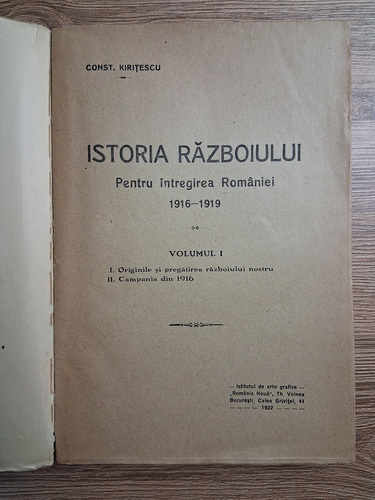 CONST. KIRIȚESCU
ISTORIA RĂZBOIULUI
Pentru întregirea României
1916—1919
VOLUMUL I
I. Originile și pregătirea războiului nostru
II. Campania din 1916
— Istitutul de arte grafice —
„România Nouă", Th. Voinea
București, Calea Griviței, 41
— — — — 1922 — — — —